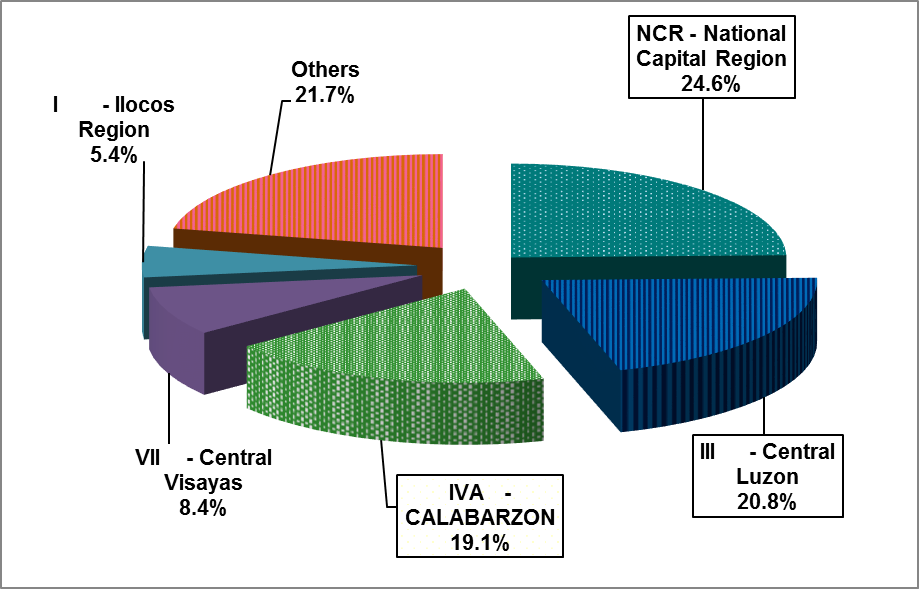 NCR - National
Capital Region
24.6%
Others
21.7%
I - Ilocos
Region
5.4%
VII - Central
Visayas
8.4%
IVA -
CALABARZON
19.1%
III - Central
Luzon
20.8%